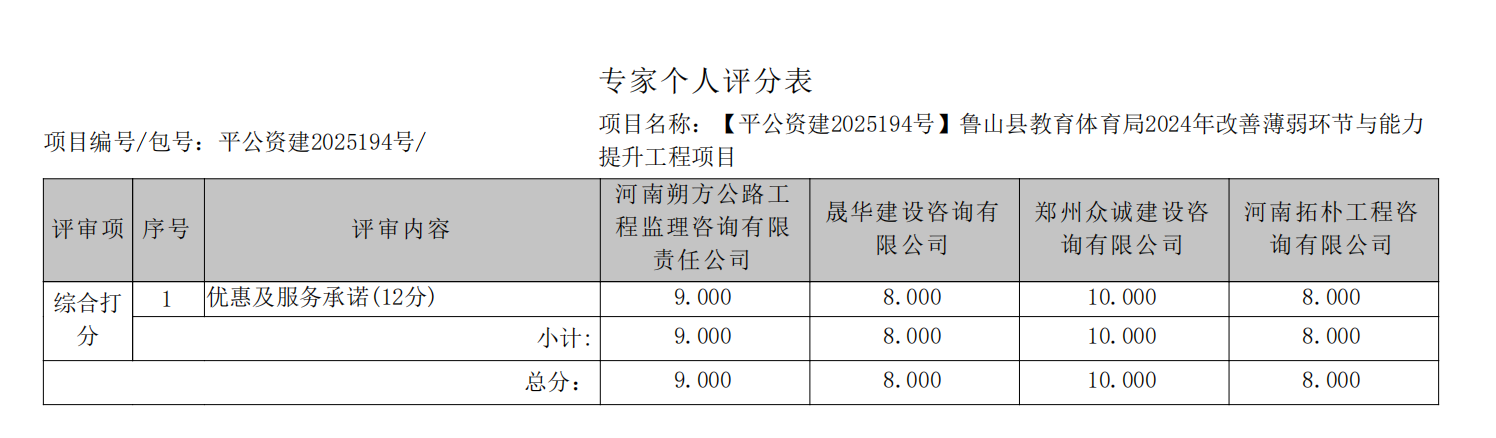 专家个人评分表
项目编号/包号：平公资建2025194号/
项目名称：【平公资建2025194号】鲁山县教育体育局2024年改善薄弱环节与能力
提升工程项目
评审项 序号 评审内容 河南朔方公路工程监理咨询有限责任公司 晟华建设咨询有限公司 郑州众诚建设咨询有限公司 河南拓朴工程咨询有限公司
综合打分 1 优惠及服务承诺(12分) 9.000 8.000 10.000 8.000
小计: 9.000 8.000 10.000 8.000
总分： 9.000 8.000 10.000 8.000